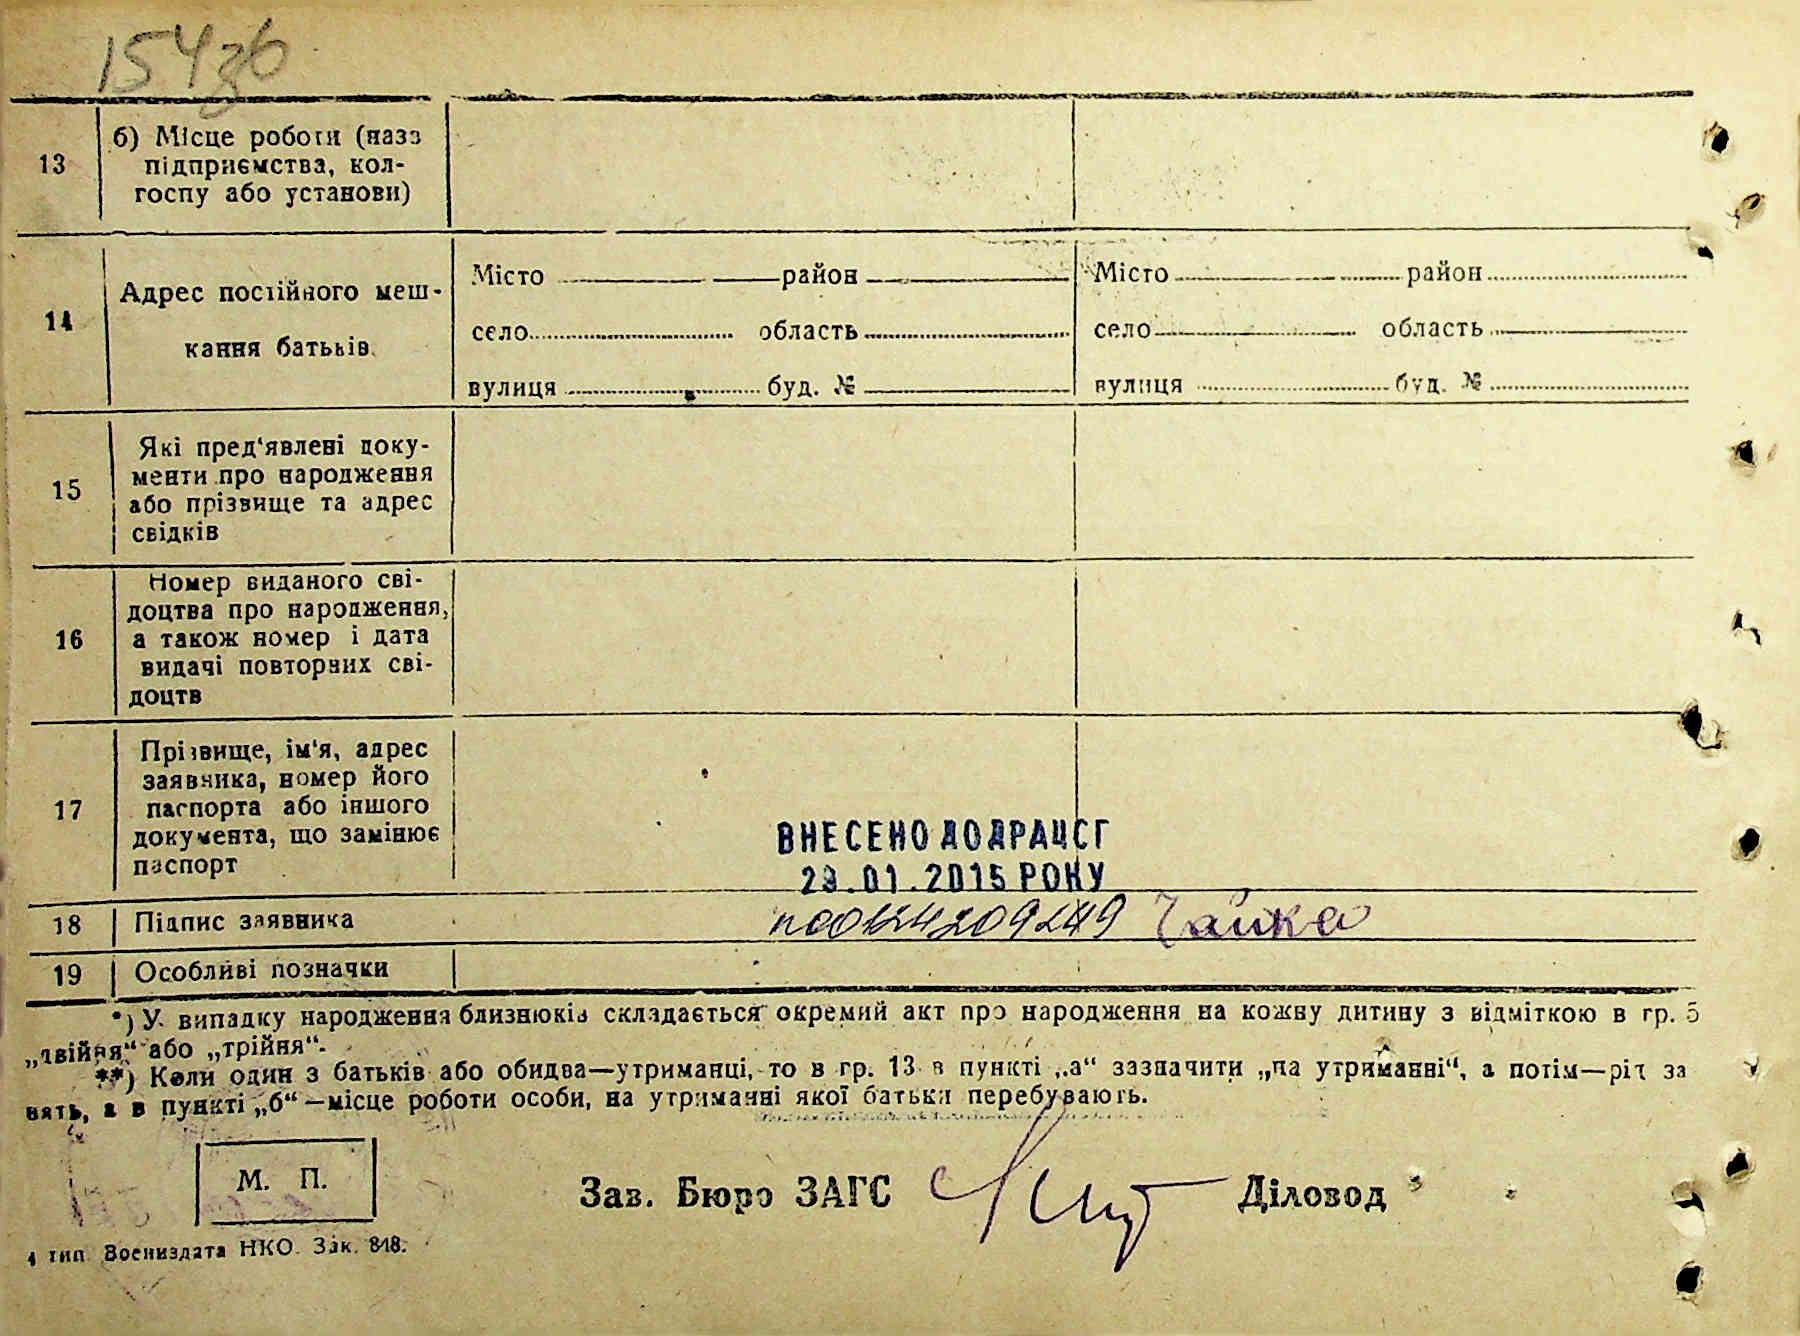 154зв
13
б) Місце роботи (назв
підприємства, кол-
госпу або установи)
14
Адрес постійного меш-
кання батьків.
Місто район
село область
вулиця буд. №
Місто район
село область
вулиця буд. №
15
Які пред'явлені доку-
менти про народження
або прізвище та адрес
свідків
16
Номер виданого сві-
доцтва про народження,
а також номер і дата
видачі повторних сві-
доцтв
17
Прізвище, ім'я, адрес
заявника, номер його
паспорта або іншого
документа, що замінює
паспорт
ВНЕСЕНО ДО ДРАЦСГ
23.01.2015 РОКУ
18 Підпис заявника
Чайка
19 Особливі позначки
*) У випадку народження близнюків складається окремий акт про народження на кожну дитину з відміткою в гр. 5
„двійня“ або „трійня“.
**) Коли один з батьків або обидва—утриманці, то в гр. 13 в пункті „а“ зазначити „на утриманні“, а потім—рід за
нять, а в пункті „б“—місце роботи особи, на утриманні якої батьки перебувають.
М. П.
Зав. Бюро ЗАГС
Діловод
4 тип. Воениздата НКО. Зак. 848.